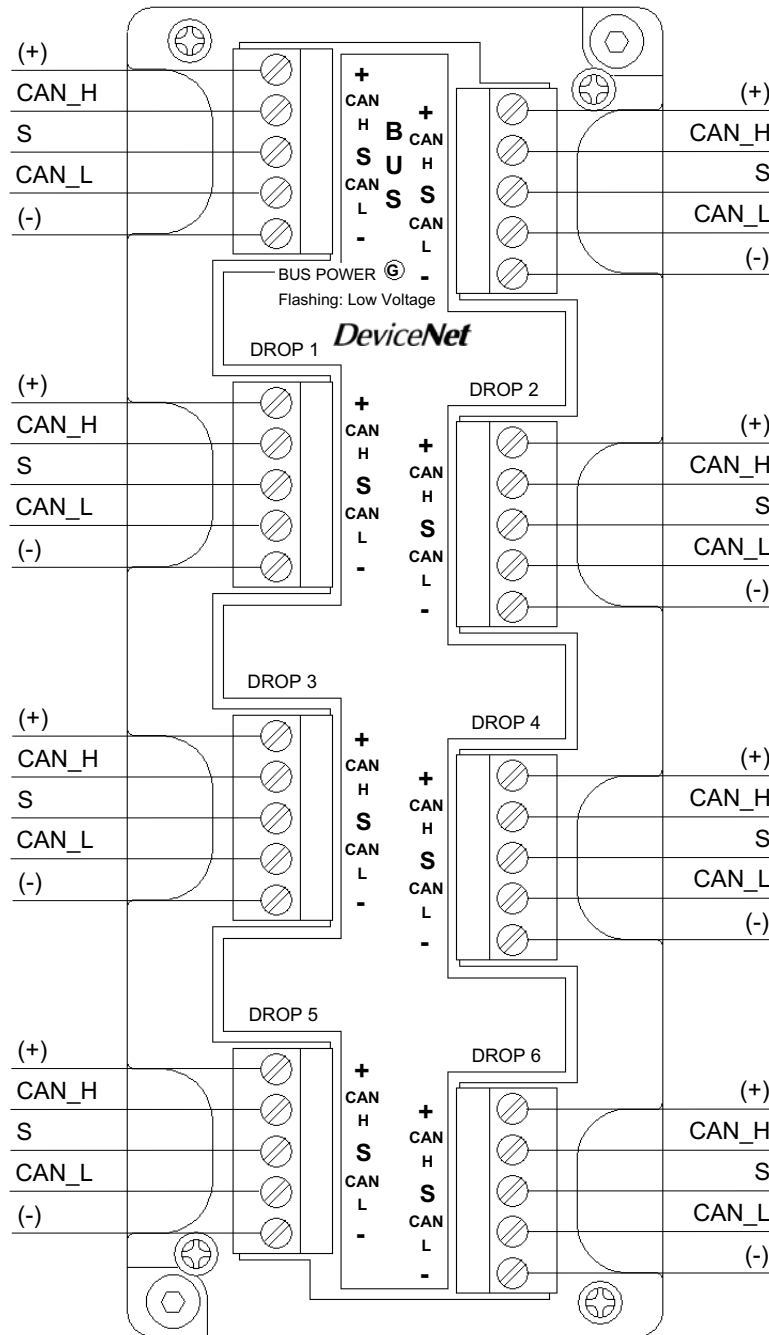 (+)
CAN_H
S
CAN_L
(-)
+
CAN
H
S
CAN
L
-
B
U
S
+
CAN
H
S
CAN
L
-
(+)
CAN_H
S
CAN_L
(-)
BUS POWER G
Flashing: Low Voltage
DeviceNet
DROP 1
(+)
CAN_H
S
CAN_L
(-)
+
CAN
H
S
CAN
L
-
DROP 2
+
CAN
H
S
CAN
L
-
(+)
CAN_H
S
CAN_L
(-)
DROP 3
(+)
CAN_H
S
CAN_L
(-)
+
CAN
H
S
CAN
L
-
DROP 4
+
CAN
H
S
CAN
L
-
(+)
CAN_H
S
CAN_L
(-)
DROP 5
(+)
CAN_H
S
CAN_L
(-)
+
CAN
H
S
CAN
L
-
DROP 6
+
CAN
H
S
CAN
L
-
(+)
CAN_H
S
CAN_L
(-)